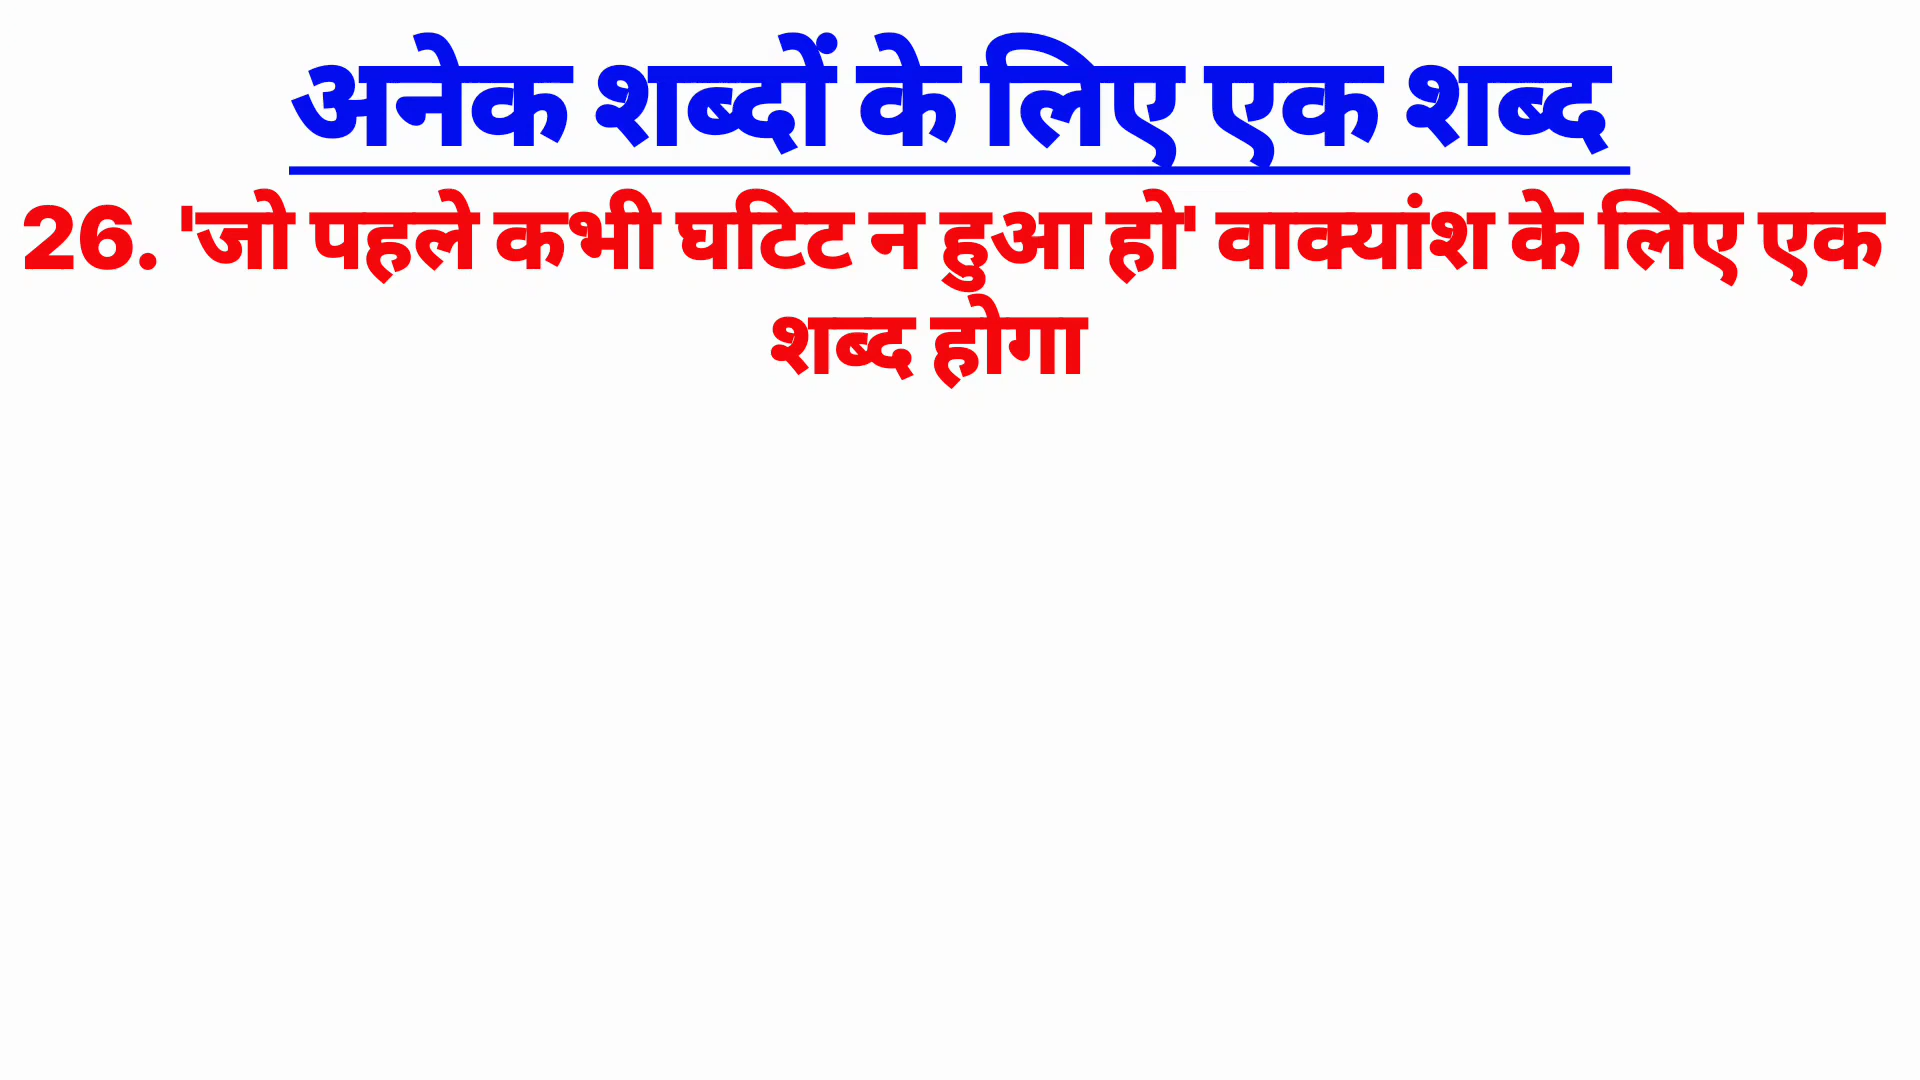 अनेक शब्दों के लिए एक शब्द
26. 'जो पहले कभी घटिट न हुआ हो' वाक्यांश के लिए एक
शब्द होगा